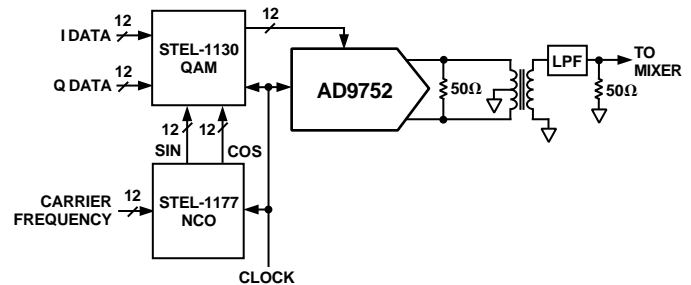 12
I DATA
12
Q DATA
STEL-1130
QAM
12
AD9752
50Ω
LPF
TO
MIXER
50Ω
12
12
SIN
COS
CARRIER
FREQUENCY
12
STEL-1177
NCO
CLOCK